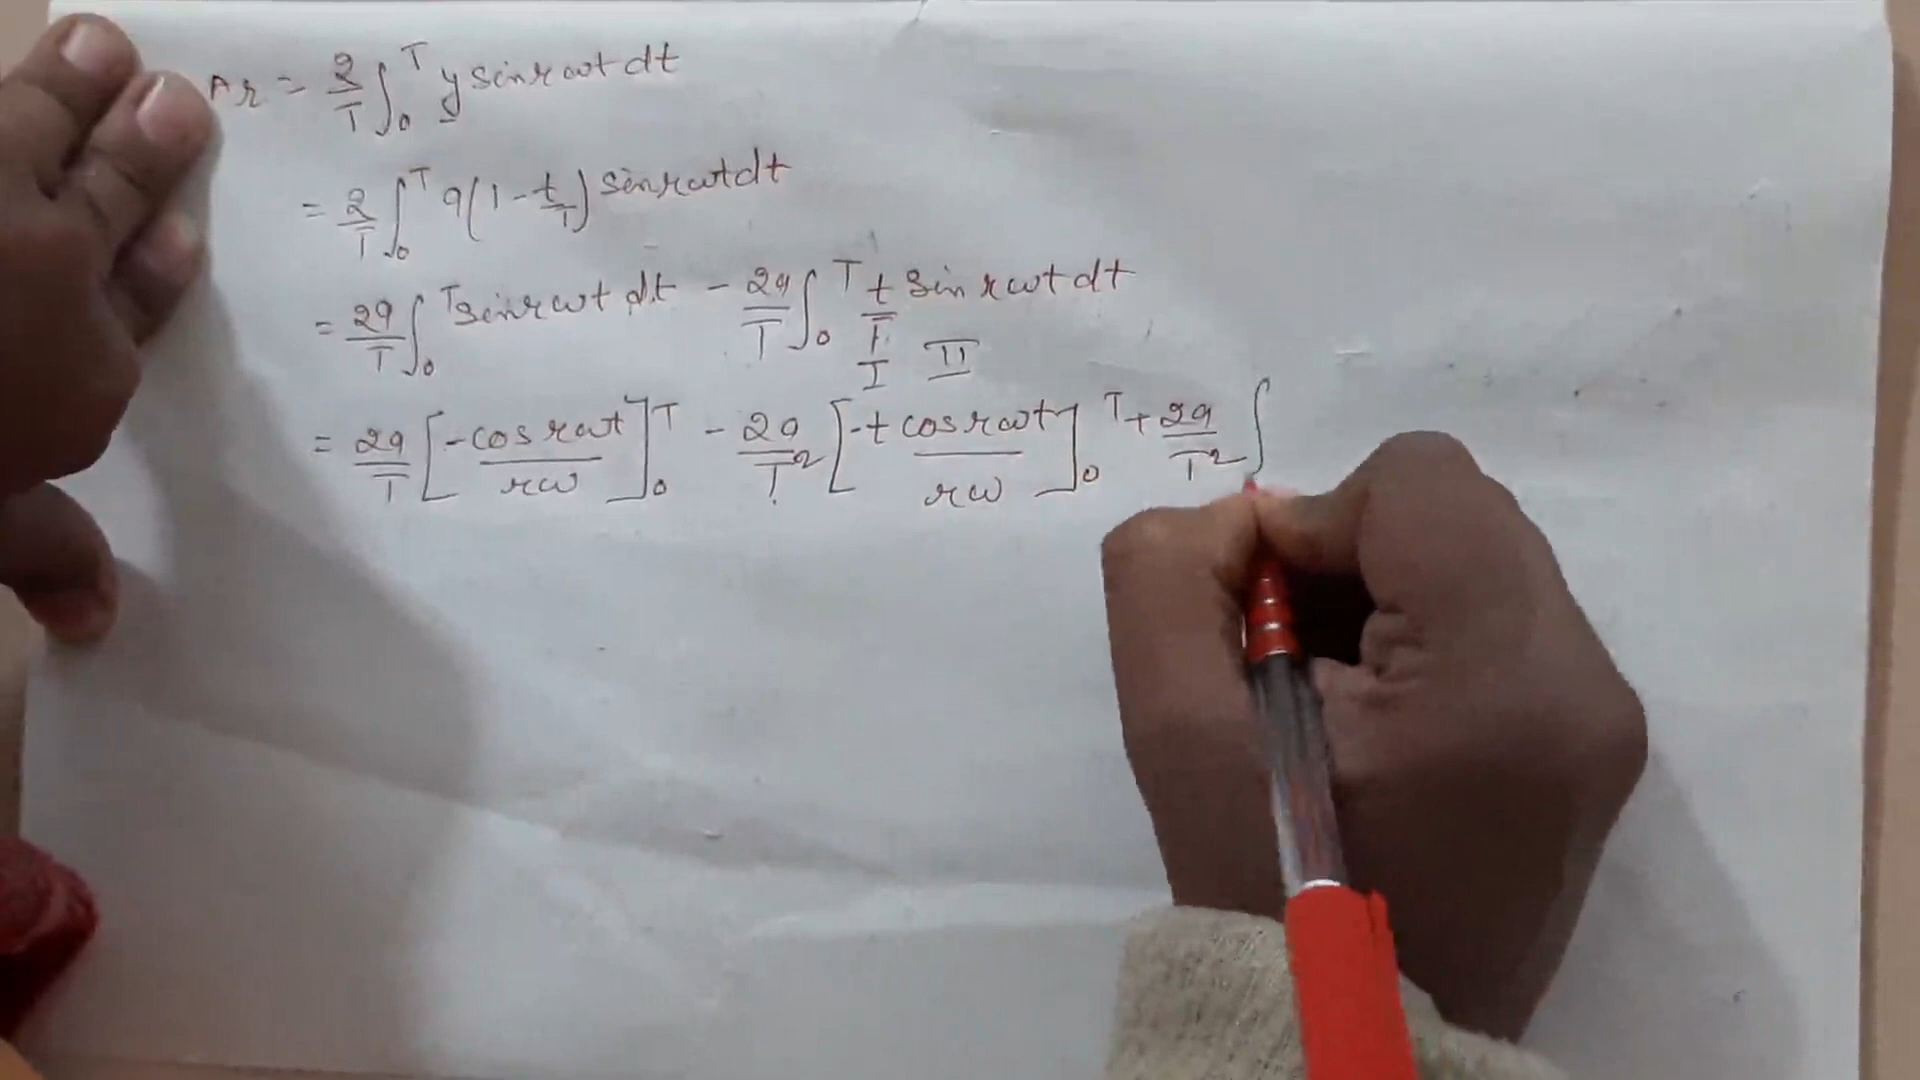 Ar = 2/T ∫₀ᵀ y sin rωt dt
= 2/T ∫₀ᵀ a(1 - t/T) sin rωt dt
= 2a/T ∫₀ᵀ sin rωt dt - 2a/T ∫₀ᵀ t/T sin rωt dt
I II
= 2a/T [-cos rωt / rω]₀ᵀ - 2a/T² [-t cos rωt / rω]₀ᵀ + 2a/T² ∫